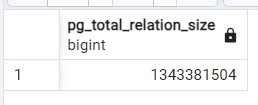 pg_total_relation_size
bigint
1 1343381504